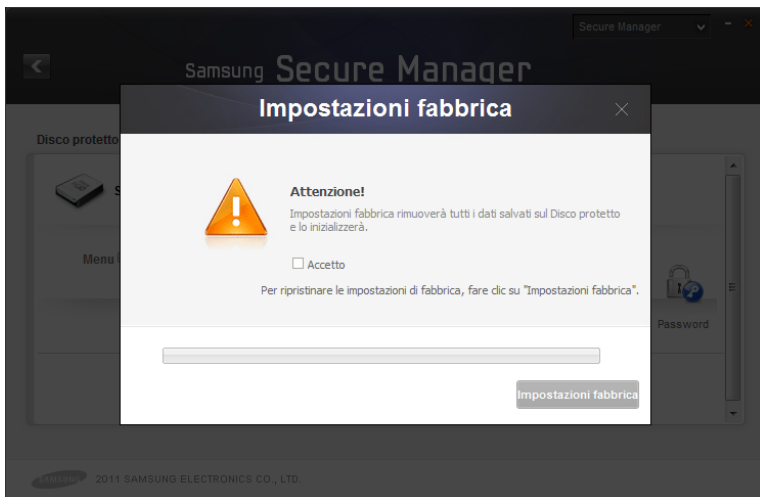 Secure Manager
Samsung Secure Manager
Impostazioni fabbrica
Disco protetto
Attenzione!
Impostazioni fabbrica rimuoverà tutti i dati salvati sul Disco protetto
e lo inizializzerà.
Accetto
Menu
Per ripristinare le impostazioni di fabbrica, fare clic su "Impostazioni fabbrica".
Password
Impostazioni fabbrica
SAMSUNG 2011 SAMSUNG ELECTRONICS CO., LTD.